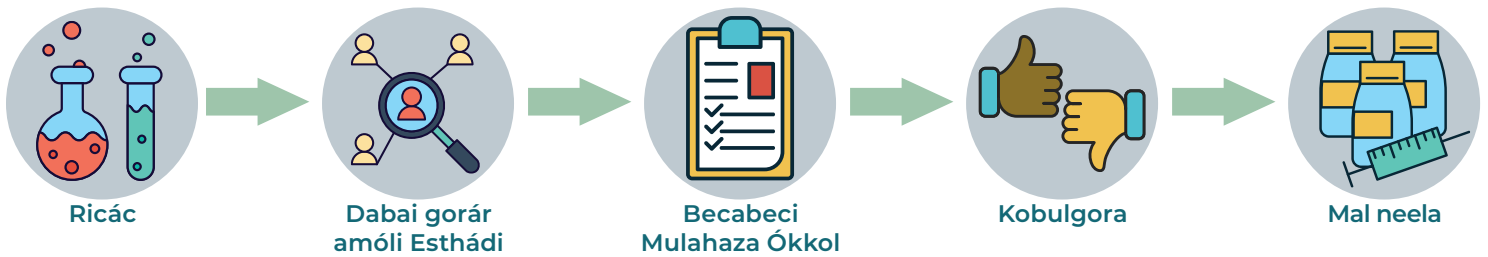 Ricác
Dabai gorár
amóli Esthádi
Becabeci
Mulahaza Ókkol
Kobulgora
Mal neela